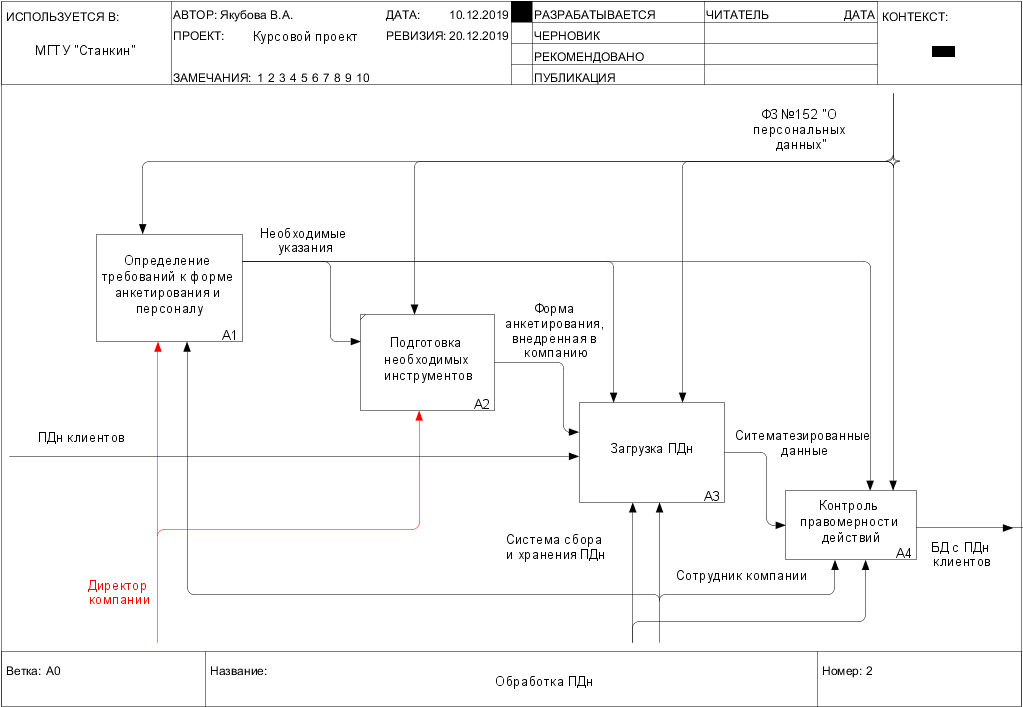 ИСПОЛЬЗУЕТСЯ В:
МГТУ "Станкин"
АВТОР: Якубова В.А.
ДАТА: 10.12.2019
ПРОЕКТ: Курсовой проект
РЕВИЗИЯ: 20.12.2019
ЗАМЕЧАНИЯ: 1 2 3 4 5 6 7 8 9 10
РАЗРАБАТЫВАЕТСЯ
ЧЕРНОВИК
РЕКОМЕНДОВАНО
ПУБЛИКАЦИЯ
ЧИТАТЕЛЬ
ДАТА
КОНТЕКСТ:
ФЗ №152 "О
персональных
данных"
Необходимые
указания
Определение
требований к форме
анкетирования и
персоналу
A1
Форма
анкетирования,
внедренная в
компанию
Подготовка
необходимых
инструментов
A2
ПДн клиентов
Загрузка ПДн
A3
Ситематезированные
данные
Контроль
правомерности
действий
A4
Система сбора
и хранения ПДн
БД с ПДн
клиентов
Сотрудник компании
Директор
компании
Ветка: A0
Название:
Обработка ПДн
Номер: 2